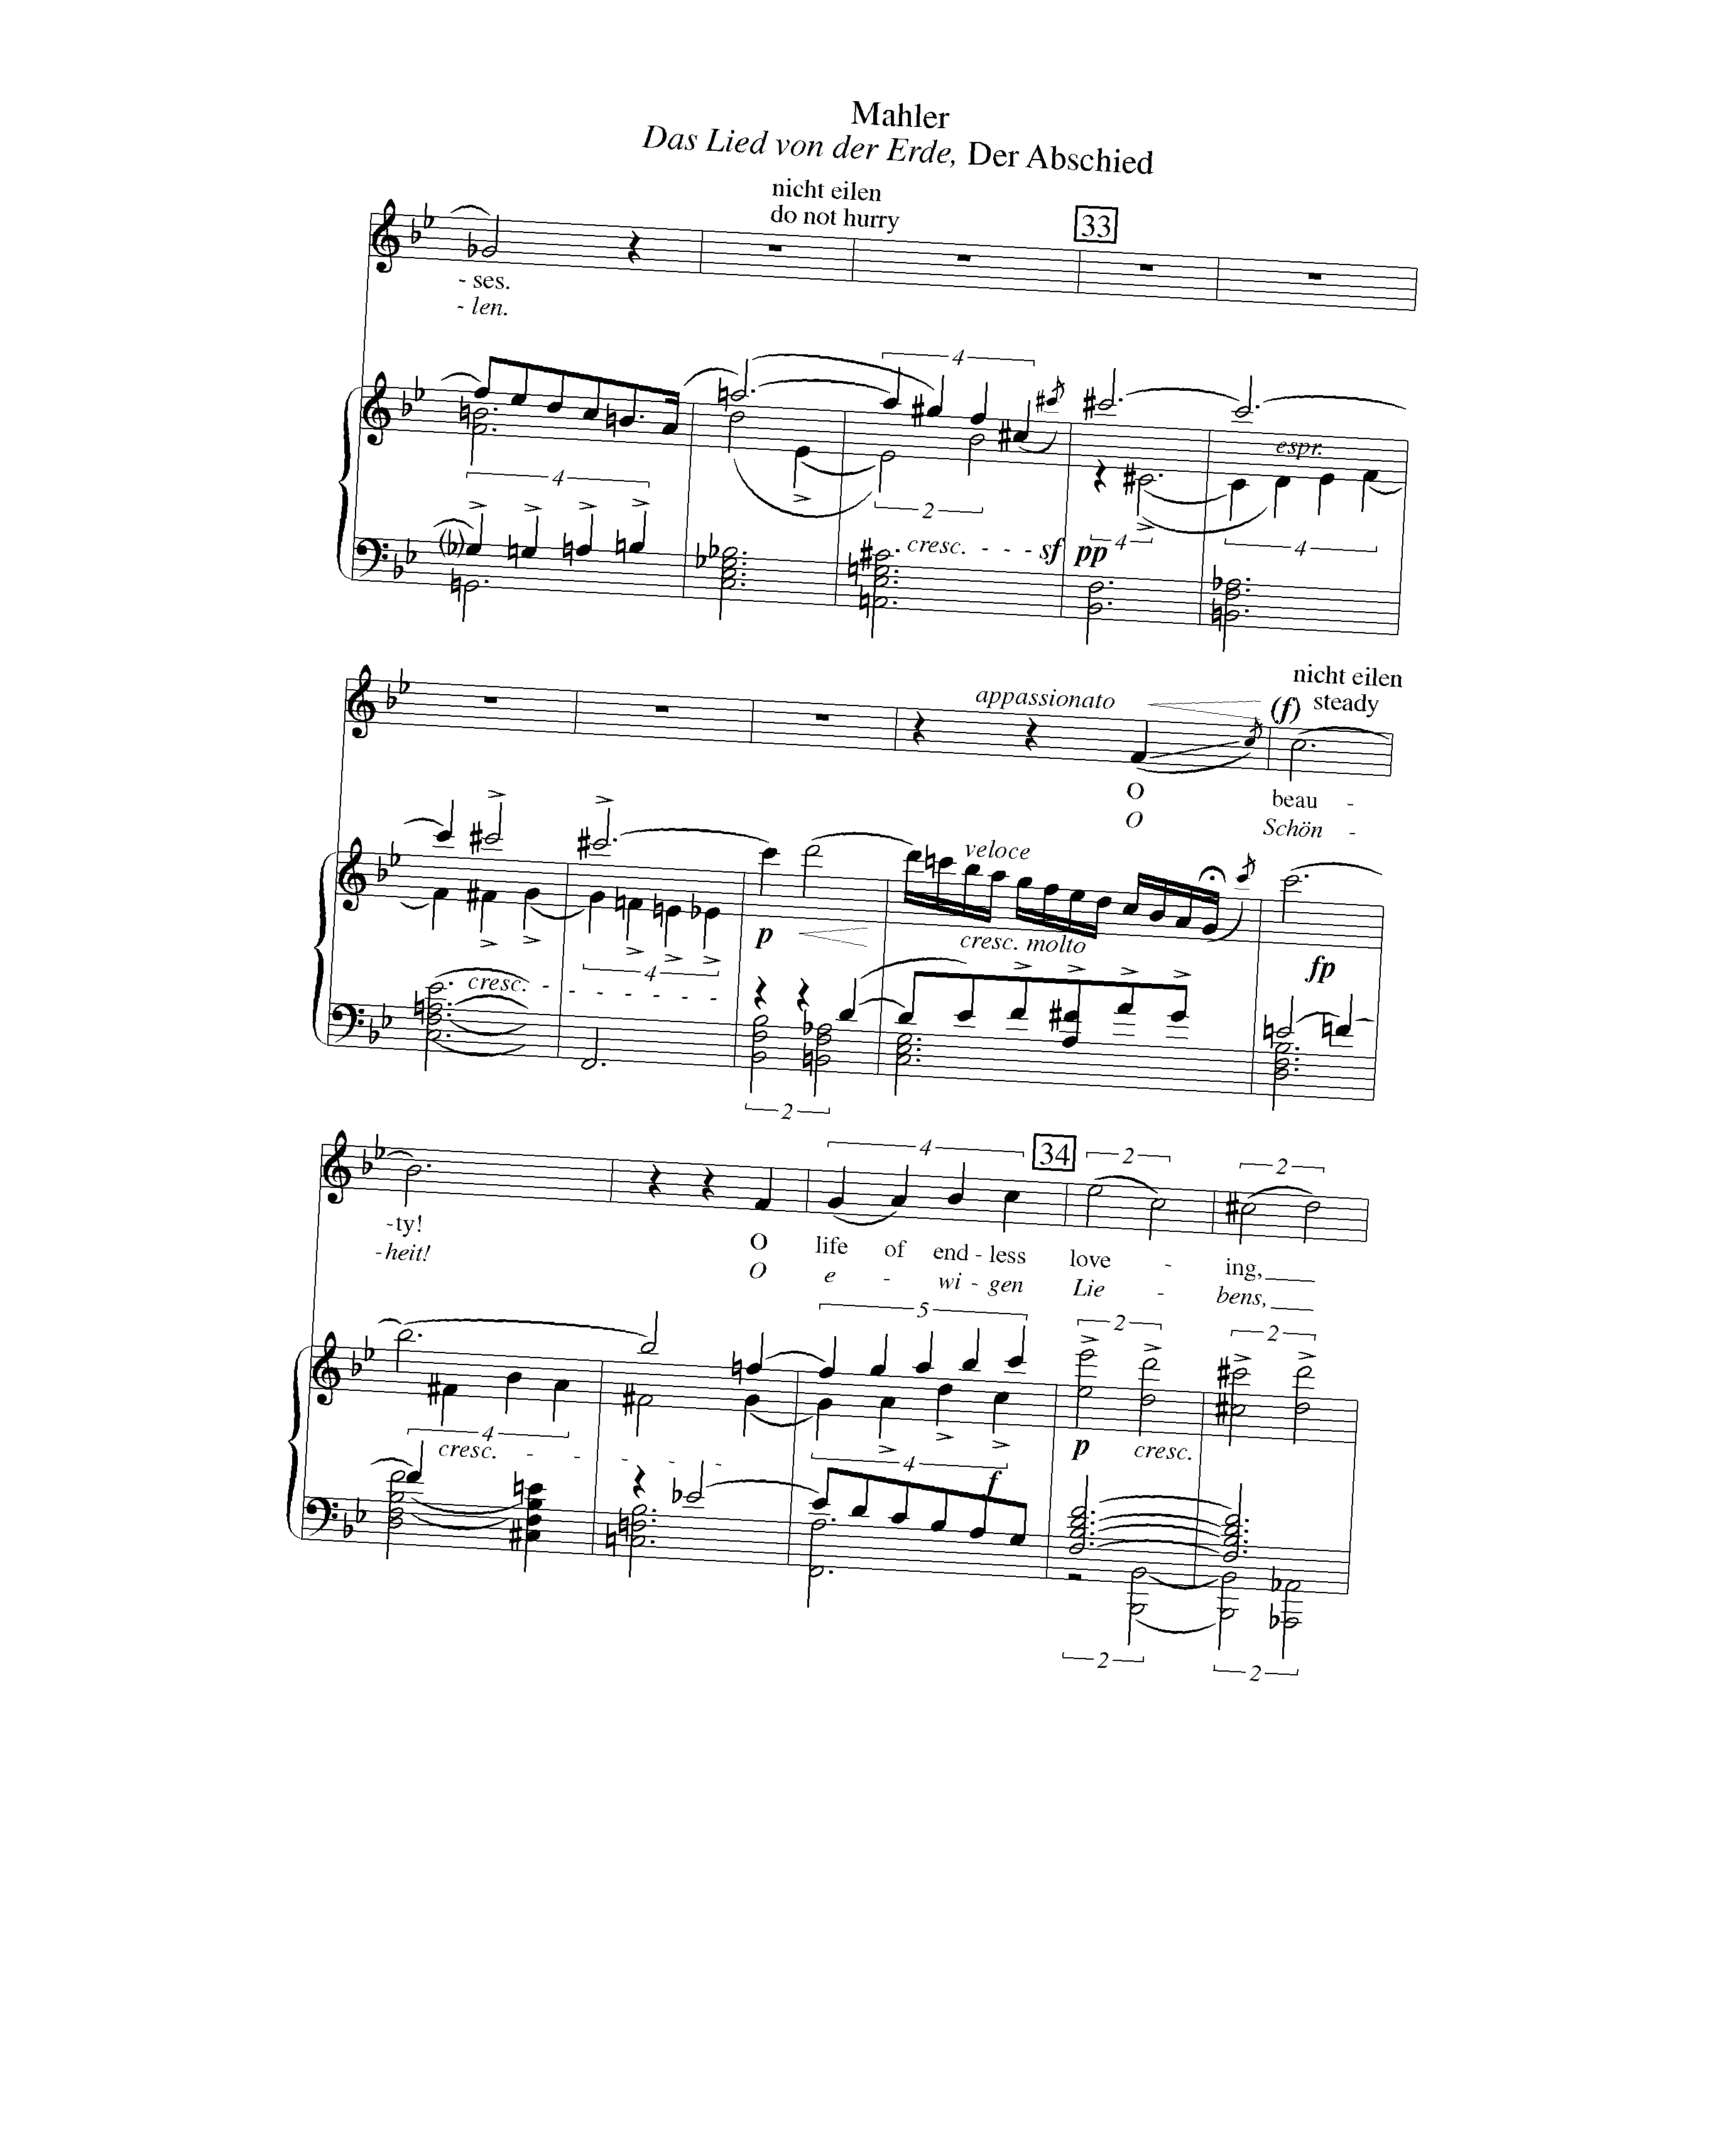 Mahler
Das Lied von der Erde, Der Abschied
nicht eilen
do not hurry
33
- ses.
- len.
4
espr.
4
2
4
4
cresc. - - - sf pp
nicht eilen
appassionato
(f) steady
O beau -
O Schön -
veloce
p
cresc. molto
fp
4
cresc. - - - - - - -
2
4
34
2
2
-ty! O life of end - less love - ing,
-heit! O e - wi - gen Lie - bens,
5
2
2
4
cresc. - - - - -
p cresc.
4
f
2
2